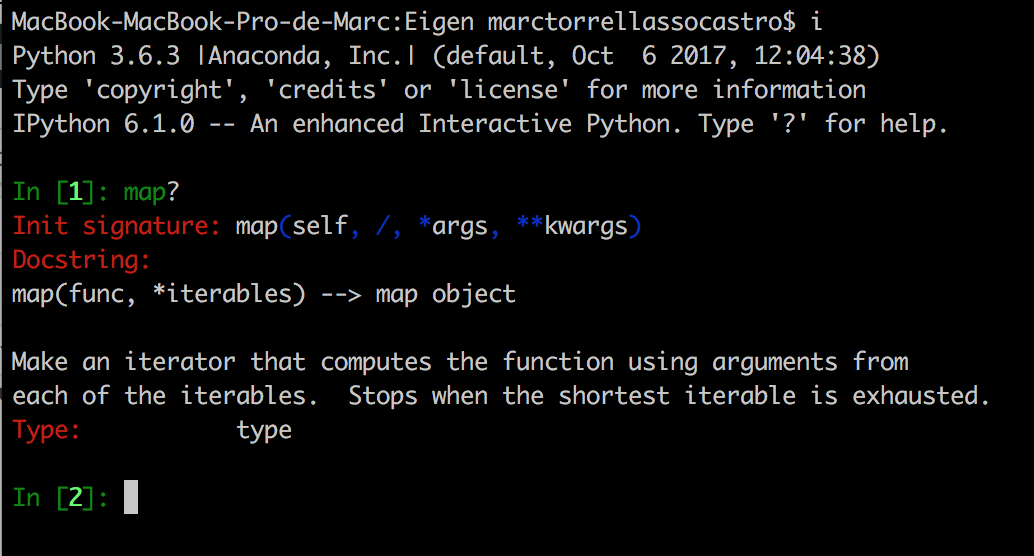 MacBook-MacBook-Pro-de-Marc:Eigen marctorrellassocastro$ i
Python 3.6.3 |Anaconda, Inc.| (default, Oct  6 2017, 12:04:38)
Type 'copyright', 'credits' or 'license' for more information
IPython 6.1.0 -- An enhanced Interactive Python. Type '?' for help.
In [1]: map?
Init signature: map(self, /, *args, **kwargs)
Docstring:
map(func, *iterables) --> map object
Make an iterator that computes the function using arguments from
each of the iterables.  Stops when the shortest iterable is exhausted.
Type:           type
In [2]: